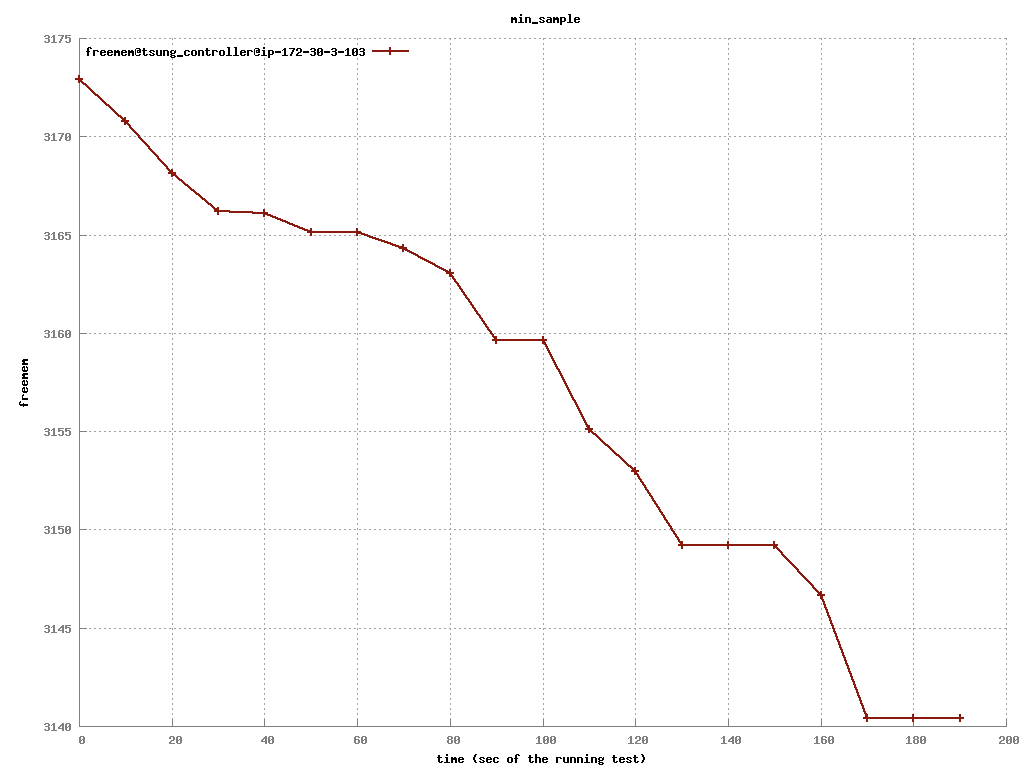 min_sample
3175
freemem@tsung_controller@ip-172-30-3-103
3170
3165
3160
freemem
3155
3150
3145
3140
0 20 40 60 80 100 120 140 160 180 200
time (sec of the running test)